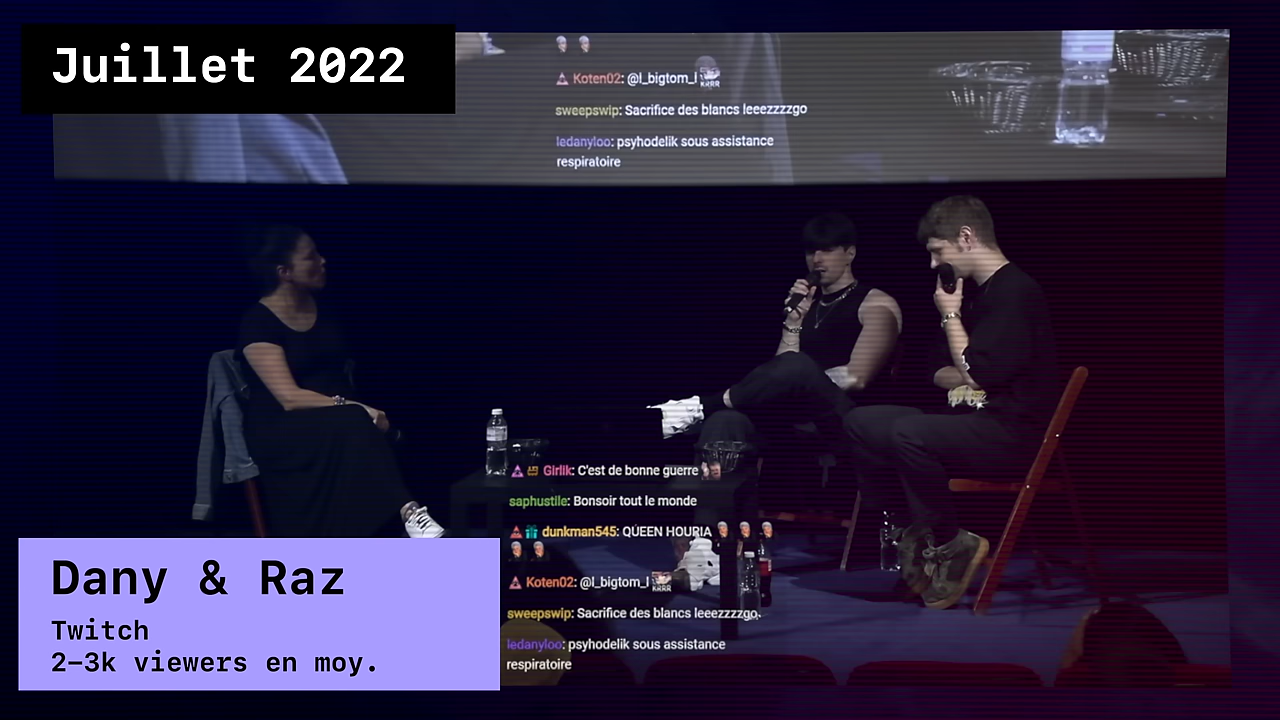 Juillet 2022
Koten02: @l_bigtom_l
KRRR
sweepswip: Sacrifice des blancs leeezzzzgo
ledanyloo: psyhodelik sous assistance
respiratoire
Girlik: C'est de bonne guerre
saphustile: Bonsoir tout le monde
dunkman545: QUEEN HOURIA
Koten02: @l_bigtom_l
KRRR
sweepswip: Sacrifice des blancs leeezzzzgo
ledanyloo: psyhodelik sous assistance
respiratoire
Dany & Raz
Twitch
2–3k viewers en moy.